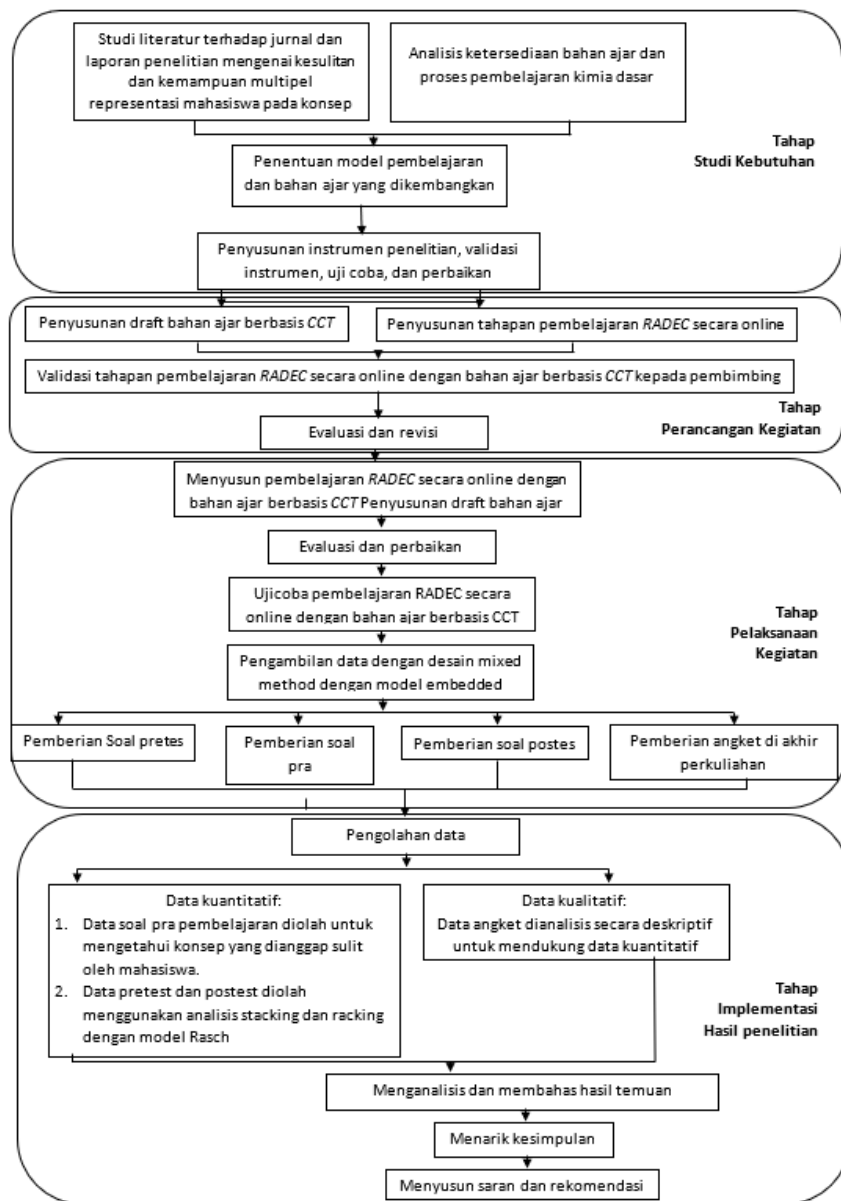 Studi literatur terhadap jurnal dan
laporan penelitian mengenai kesulitan
dan kemampuan multipel
representasi mahasiswa pada konsep
Analisis ketersediaan bahan ajar dan
proses pembelajaran kimia dasar
Tahap
Studi Kebutuhan
Penentuan model pembelajaran
dan bahan ajar yang dikembangkan
Penyusunan instrumen penelitian, validasi
instrumen, uji coba, dan perbaikan
Penyusunan draft bahan ajar berbasis CCT
Penyusunan tahapan pembelajaran RADEC secara online
Validasi tahapan pembelajaran RADEC secara online dengan bahan ajar berbasis CCT kepada pembimbing
Tahap
Perancangan Kegiatan
Evaluasi dan revisi
Menyusun pembelajaran RADEC secara online dengan
bahan ajar berbasis CCT Penyusunan draft bahan ajar
Evaluasi dan perbaikan
Ujicoba pembelajaran RADEC secara
online dengan bahan ajar berbasis CCT
Tahap
Pelaksanaan
Kegiatan
Pengambilan data dengan desain mixed
method dengan model embedded
Pemberian Soal pretes
Pemberian soal
pra
Pemberian soal postes
Pemberian angket di akhir
perkuliahan
Pengolahan data
Data kuantitatif:
1. Data soal pra pembelajaran diolah untuk
mengetahui konsep yang dianggap sulit
oleh mahasiswa.
2. Data pretest dan postest diolah
menggunakan analisis stacking dan racking
dengan model Rasch
Data kualitatif:
Data angket dianalisis secara deskriptif
untuk mendukung data kuantitatif
Tahap
Implementasi
Hasil penelitian
Menganalisis dan membahas hasil temuan
Menarik kesimpulan
Menyusun saran dan rekomendasi